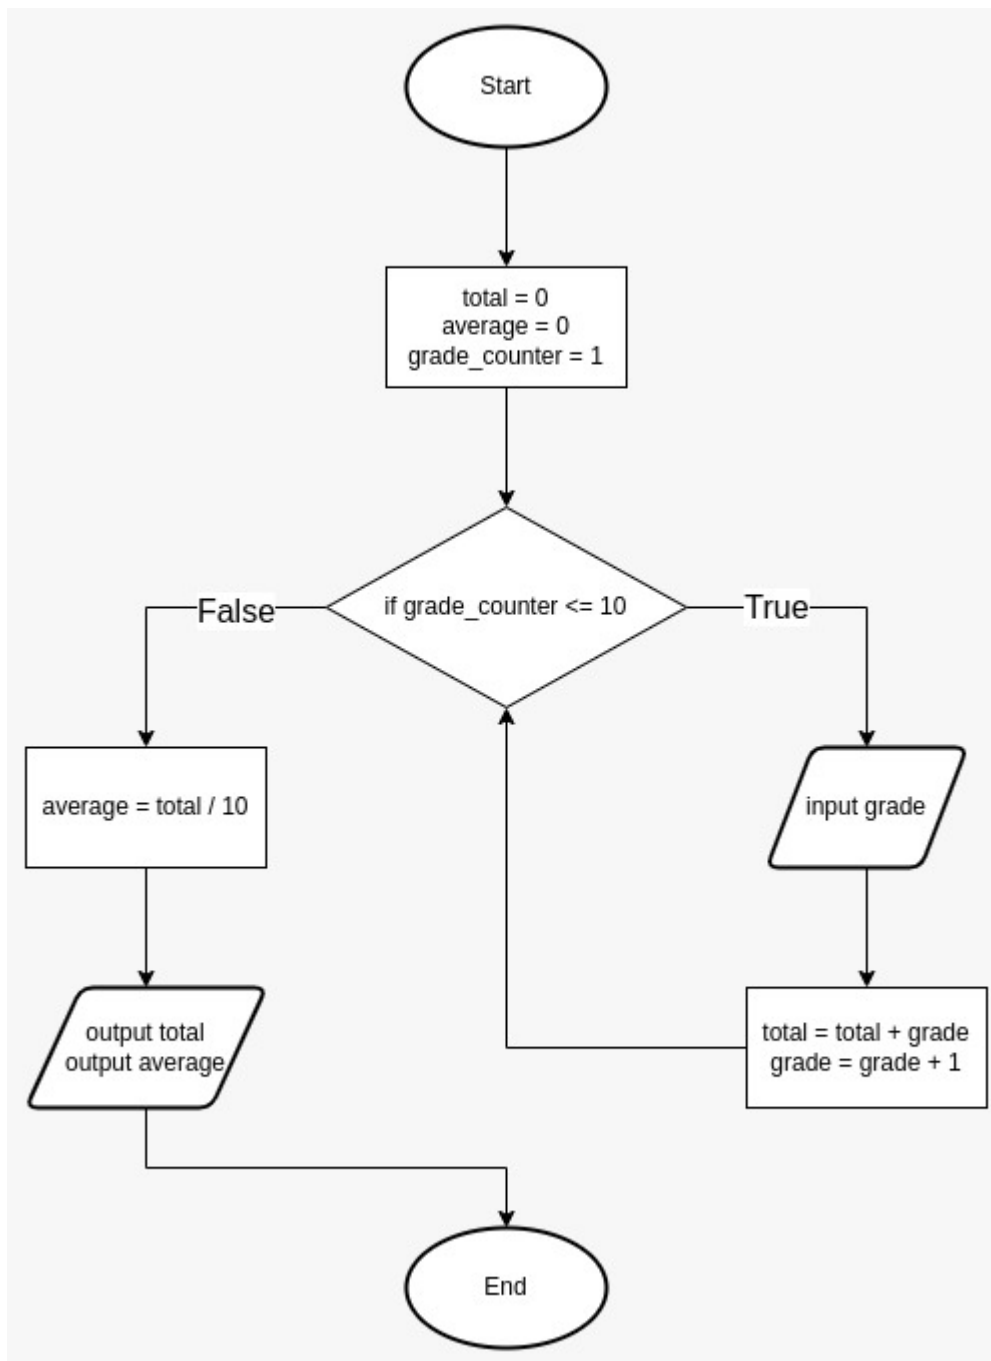 Start
total = 0
average = 0
grade_counter = 1
if grade_counter <= 10
False
True
average = total / 10
input grade
output total
output average
total = total + grade
grade = grade + 1
End